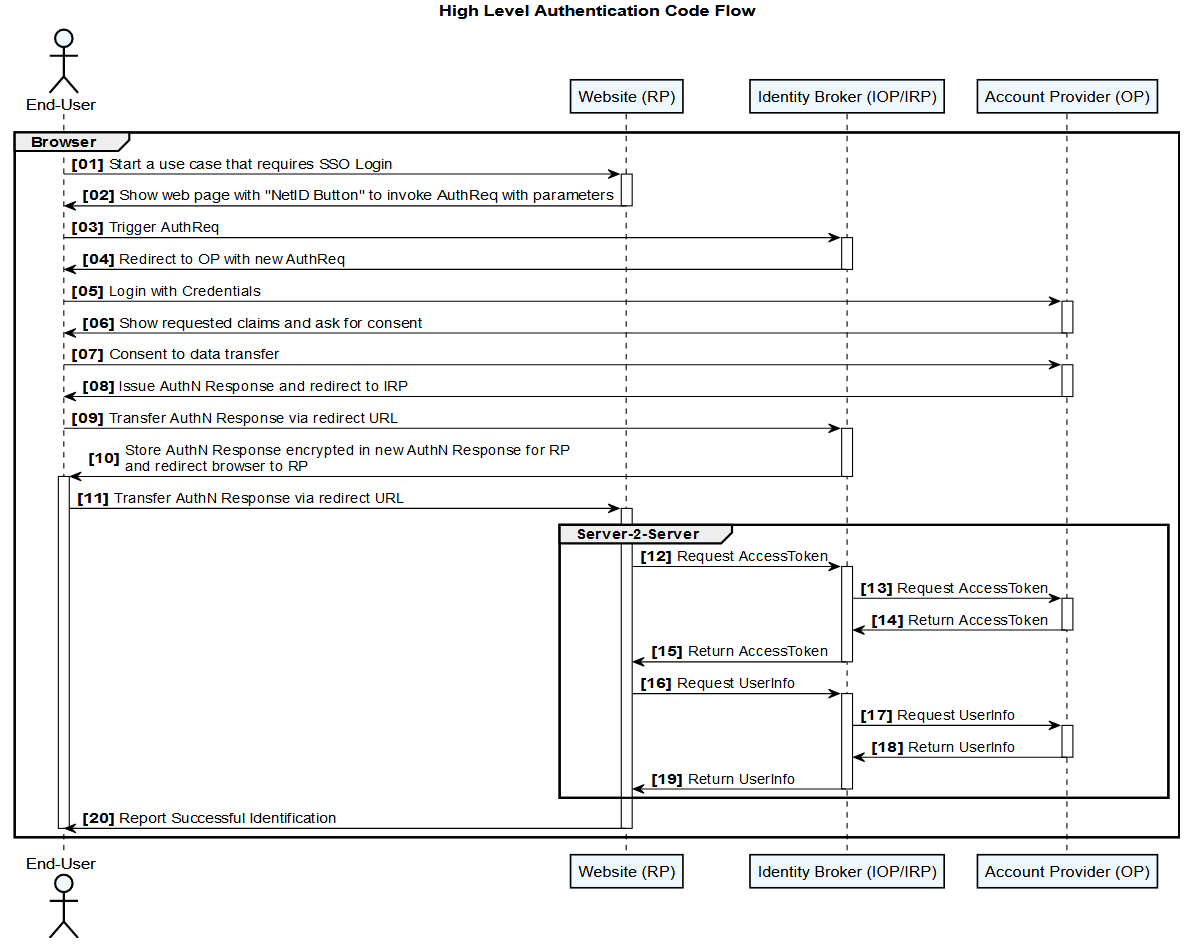 High Level Authentication Code Flow
End-User
Website (RP)
Identity Broker (IOP/IRP)
Account Provider (OP)
Browser
[01] Start a use case that requires SSO Login
[02] Show web page with "NetID Button" to invoke AuthReq with parameters
[03] Trigger AuthReq
[04] Redirect to OP with new AuthReq
[05] Login with Credentials
[06] Show requested claims and ask for consent
[07] Consent to data transfer
[08] Issue AuthN Response and redirect to IRP
[09] Transfer AuthN Response via redirect URL
[10] Store AuthN Response encrypted in new AuthN Response for RP
and redirect browser to RP
[11] Transfer AuthN Response via redirect URL
Server-2-Server
[12] Request AccessToken
[13] Request AccessToken
[14] Return AccessToken
[15] Return AccessToken
[16] Request UserInfo
[17] Request UserInfo
[18] Return UserInfo
[19] Return UserInfo
[20] Report Successful Identification
End-User
Website (RP)
Identity Broker (IOP/IRP)
Account Provider (OP)